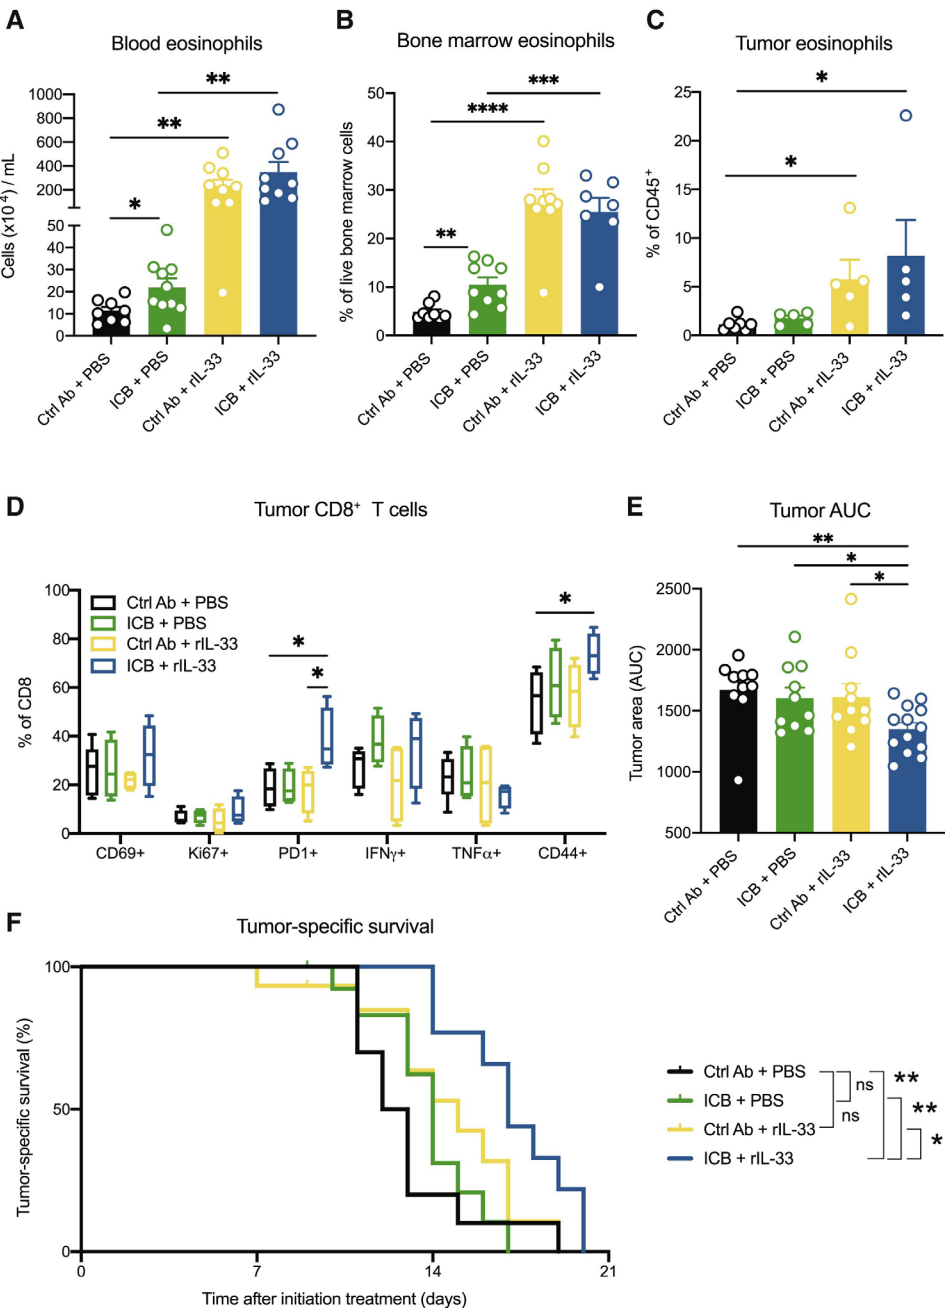 A
Blood eosinophils
Cells (x10⁴) / mL
1000
800
600
400
200
50
40
30
20
10
0
*
**
**
Ctrl Ab + PBS
ICB + PBS
Ctrl Ab + rIL-33
ICB + rIL-33
B
Bone marrow eosinophils
% of live bone marrow cells
50
40
30
20
10
0
**
****
***
Ctrl Ab + PBS
ICB + PBS
Ctrl Ab + rIL-33
ICB + rIL-33
C
Tumor eosinophils
% of CD45⁺
25
20
15
10
5
0
*
*
Ctrl Ab + PBS
ICB + PBS
Ctrl Ab + rIL-33
ICB + rIL-33
D
Tumor CD8⁺ T cells
% of CD8
100
80
60
40
20
0
Ctrl Ab + PBS
ICB + PBS
Ctrl Ab + rIL-33
ICB + rIL-33
*
*
*
CD69+
Ki67+
PD1+
IFNγ+
TNFα+
CD44+
E
Tumor AUC
Tumor area (AUC)
2500
2000
1500
1000
500
**
*
*
Ctrl Ab + PBS
ICB + PBS
Ctrl Ab + rIL-33
ICB + rIL-33
F
Tumor-specific survival
Tumor-specific survival (%)
100
50
0
0
7
14
21
Time after initiation treatment (days)
Ctrl Ab + PBS
ICB + PBS
Ctrl Ab + rIL-33
ICB + rIL-33
ns
ns
**
**
*